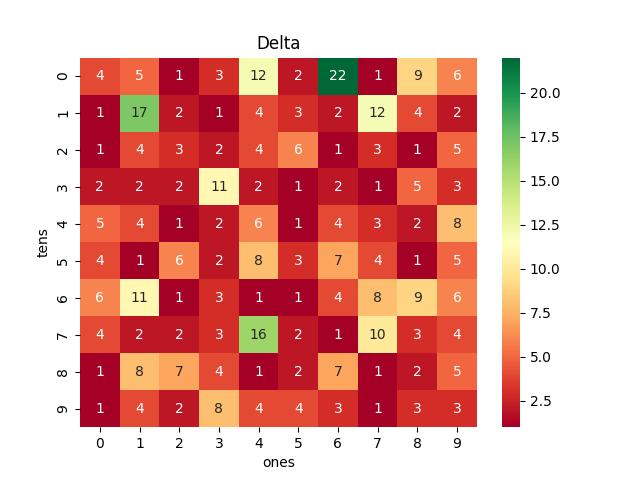 Delta
0 4 5 1 3 12 2 22 1 9 6
1 1 17 2 1 4 3 2 12 4 2
2 1 4 3 2 4 6 1 3 1 5
3 2 2 2 11 2 1 2 1 5 3
4 5 4 1 2 6 1 4 3 2 8
5 4 1 6 2 8 3 7 4 1 5
6 6 11 1 3 1 1 4 8 9 6
7 4 2 2 3 16 2 1 10 3 4
8 1 8 7 4 1 2 7 1 2 5
9 1 4 2 8 4 4 3 1 3 3
0 1 2 3 4 5 6 7 8 9
ones
tens
20.0
17.5
15.0
12.5
10.0
7.5
5.0
2.5